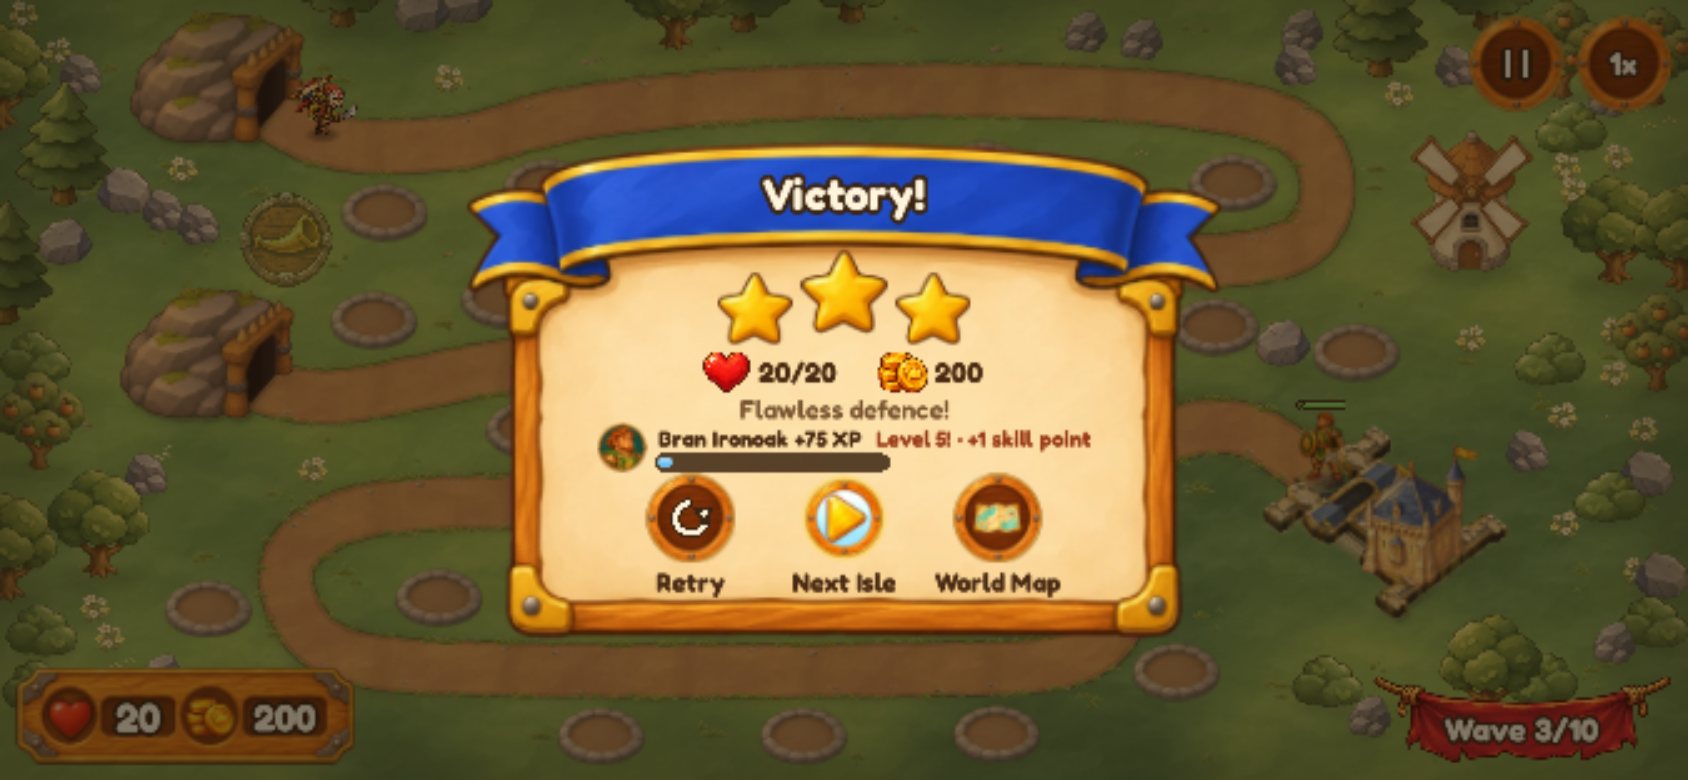 1x
Victory!
20/20 200
Flawless defence!
Bran Ironoak +75 XP Level 5! · +1 skill point
Retry Next Isle World Map
20 200
Wave 3/10